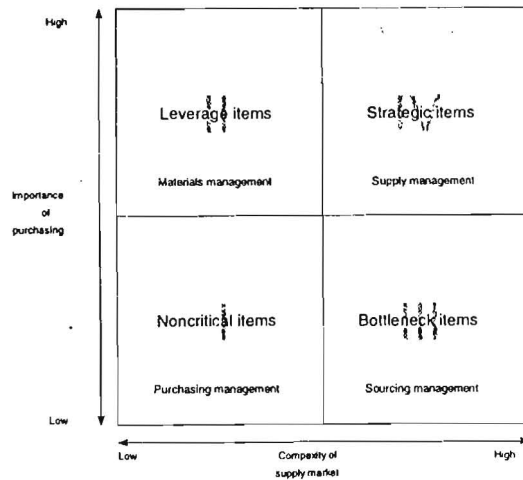 High
Leverage items
Strategic items
Materials management
Supply management
Importance
of
purchasing
Noncritical items
Bottleneck items
Purchasing management
Sourcing management
Low
Low
Compexity of
High
supply market